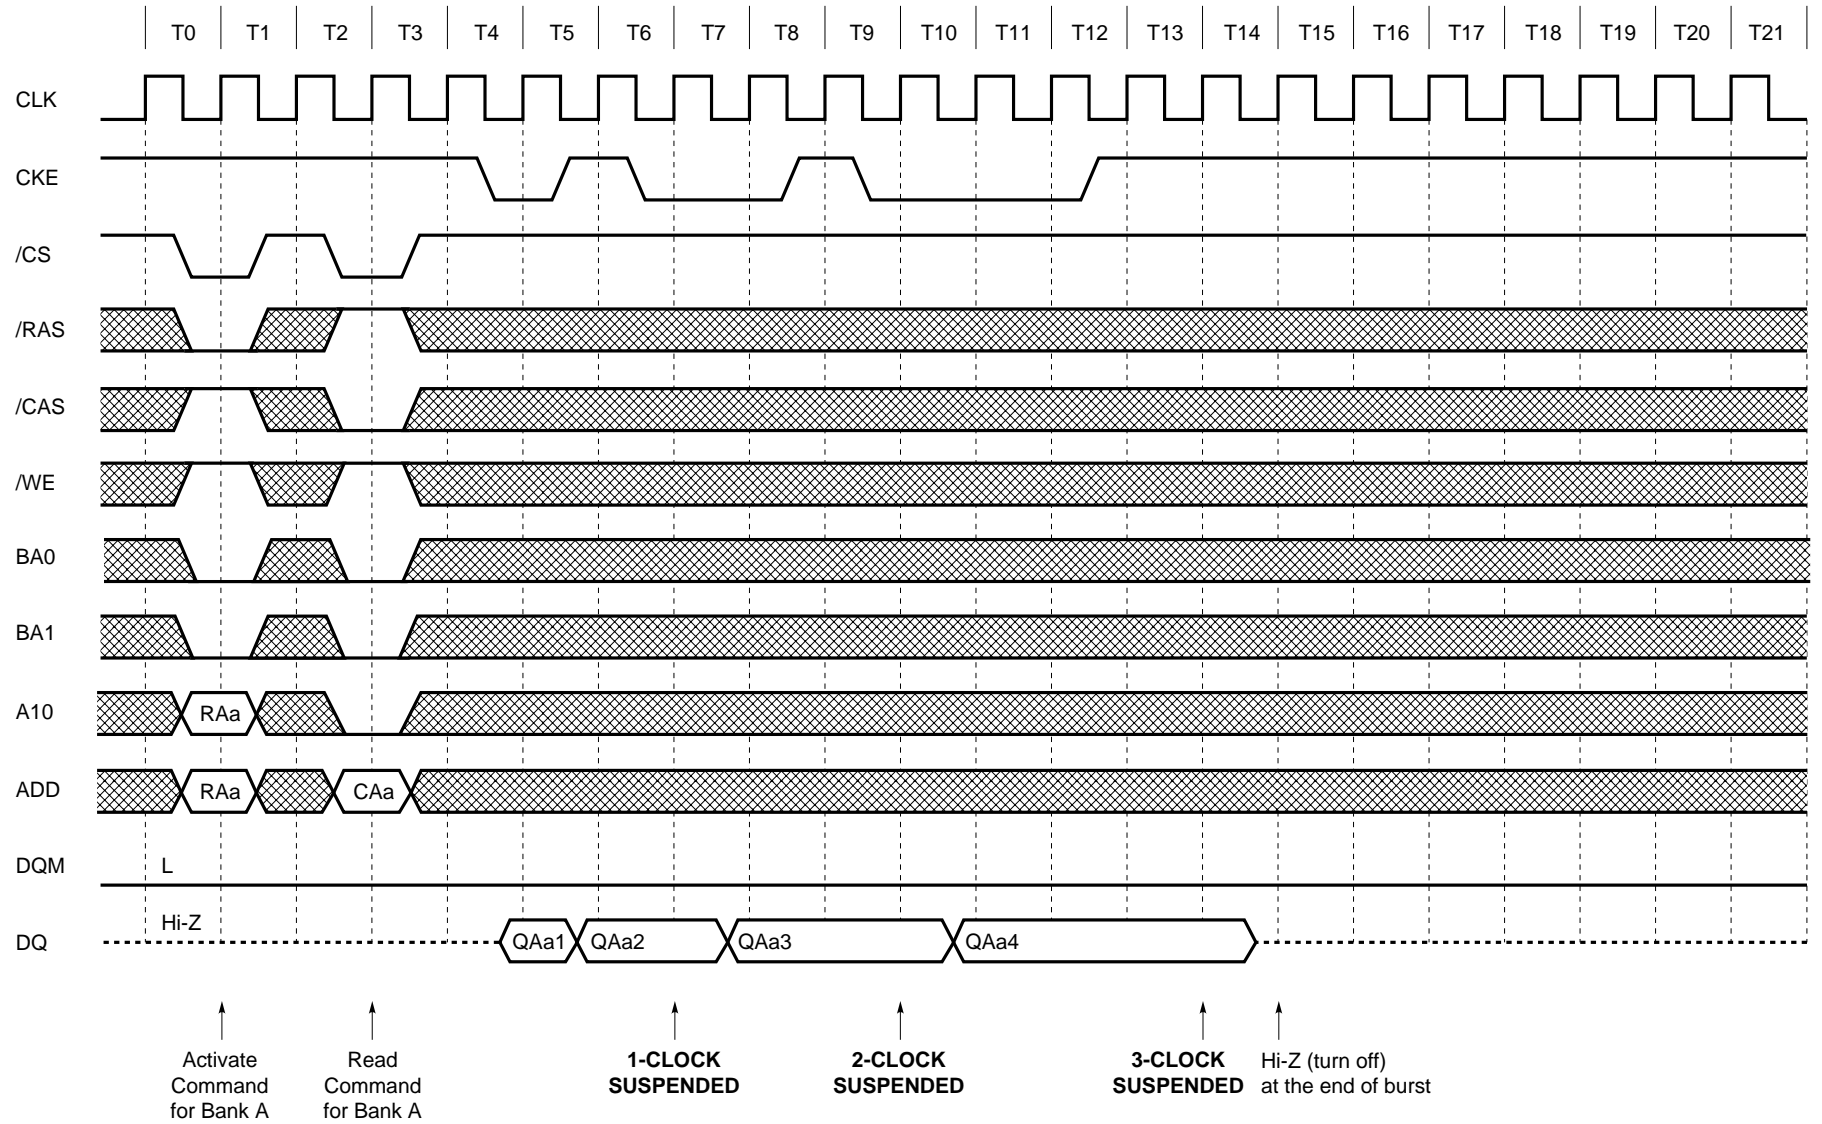 T0 T1 T2 T3 T4 T5 T6 T7 T8 T9 T10 T11 T12 T13 T14 T15 T16 T17 T18 T19 T20 T21
CLK
CKE
/CS
/RAS
/CAS
/WE
BA0
BA1
A10 RAa
ADD RAa CAa
DQM L
Hi-Z
DQ QAa1 QAa2 QAa3 QAa4
Activate
Command
for Bank A
Read
Command
for Bank A
1-CLOCK
SUSPENDED
2-CLOCK
SUSPENDED
3-CLOCK
SUSPENDED
Hi-Z (turn off)
at the end of burst